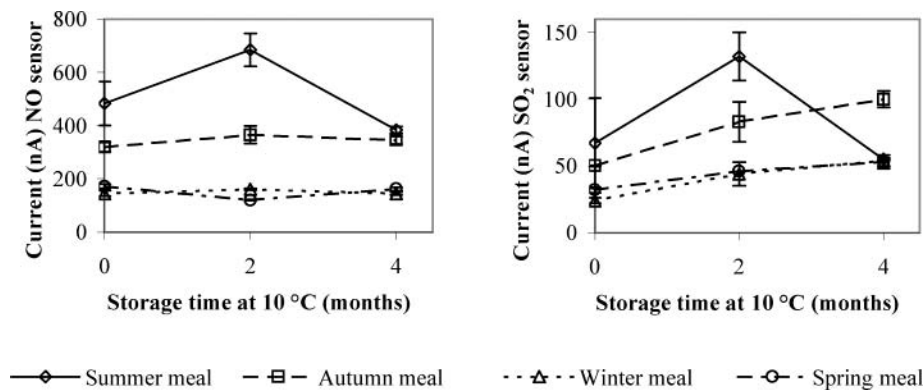 Current (nA) NO sensor
800
600
400
200
0
0 2 4
Storage time at 10 °C (months)
Current (nA) SO2 sensor
150
100
50
0
0 2 4
Storage time at 10 °C (months)
Summer meal Autumn meal Winter meal Spring meal